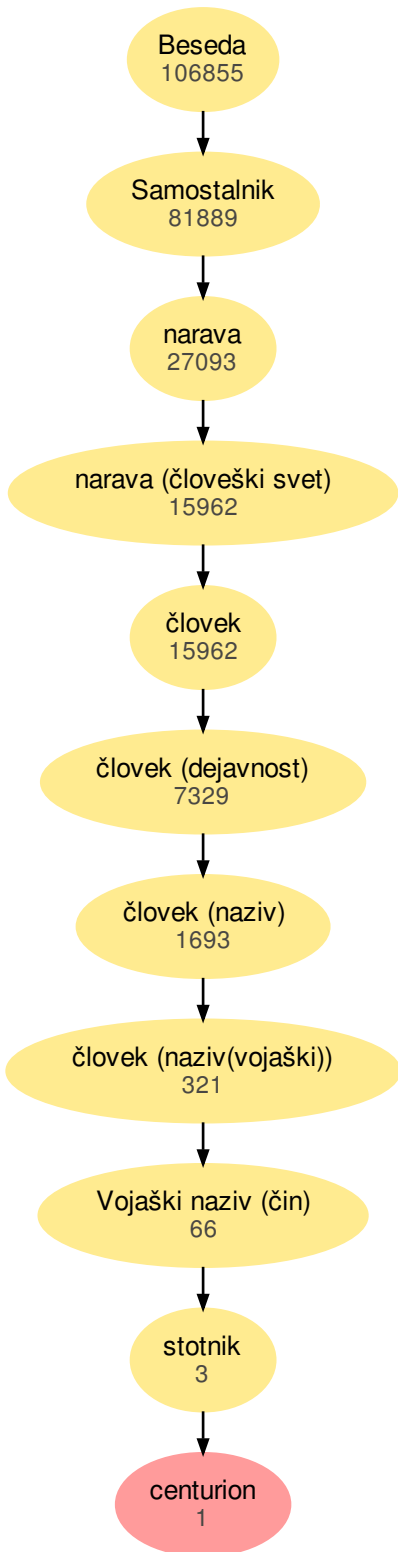 Beseda
106855
Samostalnik
81889
narava
27093
narava (človeški svet)
15962
človek
15962
človek (dejavnost)
7329
človek (naziv)
1693
človek (naziv(vojaški))
321
Vojaški naziv (čin)
66
stotnik
3
centurion
1